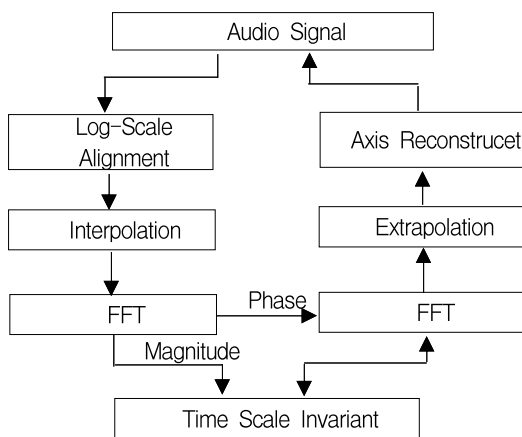 Audio Signal
Log-Scale
Alignment
Axis Reconstrucet
Interpolation
Extrapolation
FFT
Phase
FFT
Magnitude
Time Scale Invariant